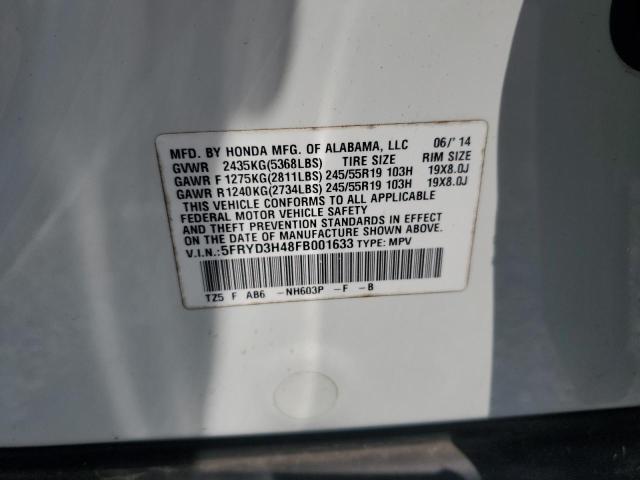 MFD. BY HONDA MFG. OF ALABAMA, LLC 06/'14
GVWR 2435KG(5368LBS) TIRE SIZE RIM SIZE
GAWR F 1275KG(2811LBS) 245/55R19 103H 19X8.0J
GAWR R 1240KG(2734LBS) 245/55R19 103H 19X8.0J
THIS VEHICLE CONFORMS TO ALL APPLICABLE
FEDERAL MOTOR VEHICLE SAFETY
AND THEFT PREVENTION STANDARDS IN EFFECT
ON THE DATE OF MANUFACTURE SHOWN ABOVE.
V.I.N.:5FRYD3H48FB001633 TYPE: MPV
TZ5 F AB6 -NH603P -F -B